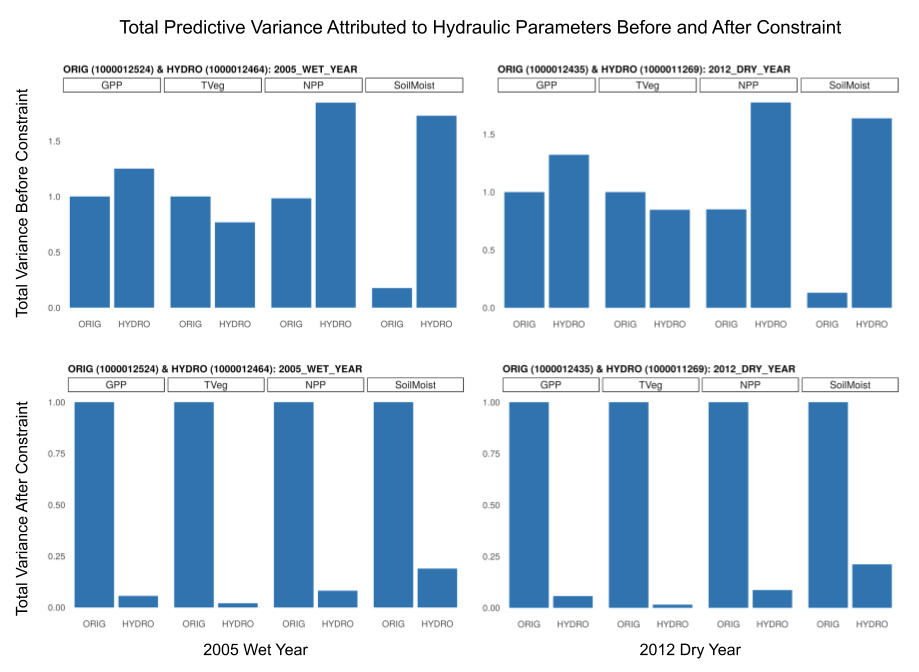 Total Predictive Variance Attributed to Hydraulic Parameters Before and After Constraint
Total Variance Before Constraint
ORIG (1000012524) & HYDRO (1000012464): 2005_WET_YEAR
GPP TVeg NPP SoilMoist
1.5
1.0
0.5
0.0
ORIG HYDRO ORIG HYDRO ORIG HYDRO ORIG HYDRO
ORIG (1000012435) & HYDRO (1000011269): 2012_DRY_YEAR
GPP TVeg NPP SoilMoist
1.5
1.0
0.5
0.0
ORIG HYDRO ORIG HYDRO ORIG HYDRO ORIG HYDRO
Total Variance After Constraint
ORIG (1000012524) & HYDRO (1000012464): 2005_WET_YEAR
GPP TVeg NPP SoilMoist
1.00
0.75
0.50
0.25
0.00
ORIG HYDRO ORIG HYDRO ORIG HYDRO ORIG HYDRO
2005 Wet Year
ORIG (1000012435) & HYDRO (1000011269): 2012_DRY_YEAR
GPP TVeg NPP SoilMoist
1.00
0.75
0.50
0.25
0.00
ORIG HYDRO ORIG HYDRO ORIG HYDRO ORIG HYDRO
2012 Dry Year